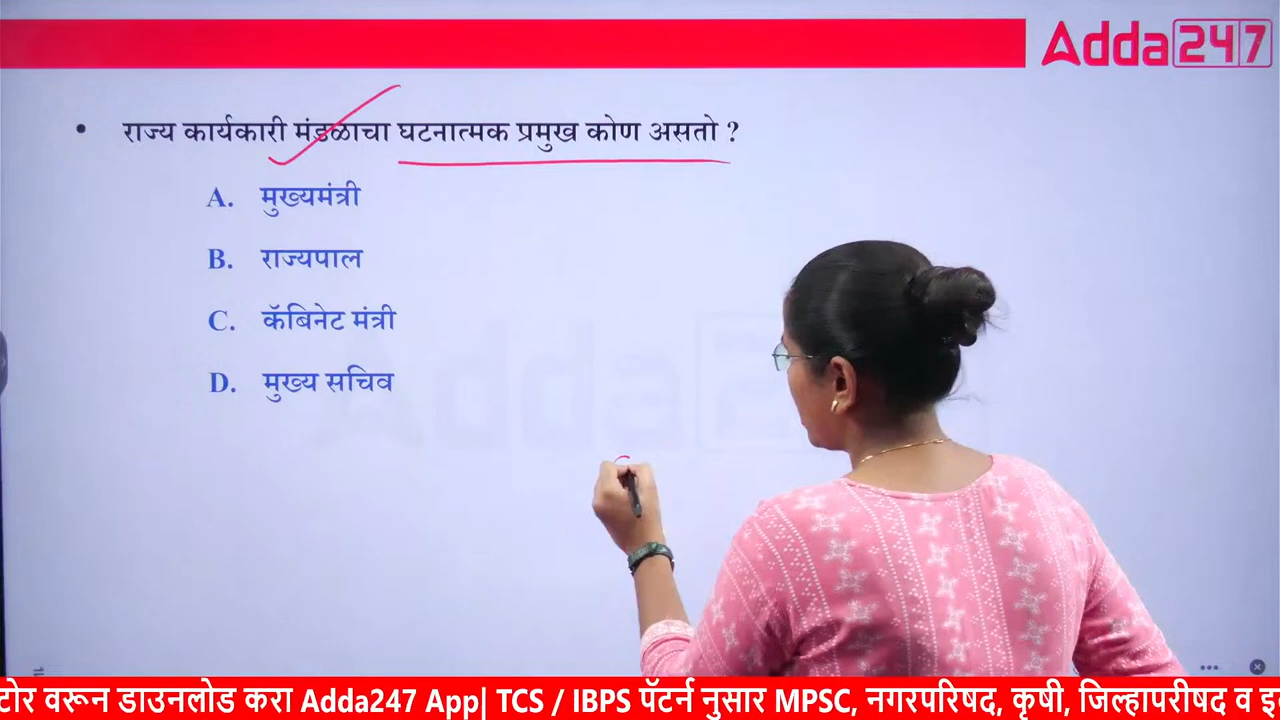 Adda247
• राज्य कार्यकारी मंडळाचा घटनात्मक प्रमुख कोण असतो ?
A. मुख्यमंत्री
B. राज्यपाल
C. कॅबिनेट मंत्री
D. मुख्य सचिव
Adda247
टोर वरून डाउनलोड करा Adda247 App| TCS / IBPS पॅटर्न नुसार MPSC, नगरपरिषद, कृषी, जिल्हापरीषद व इ